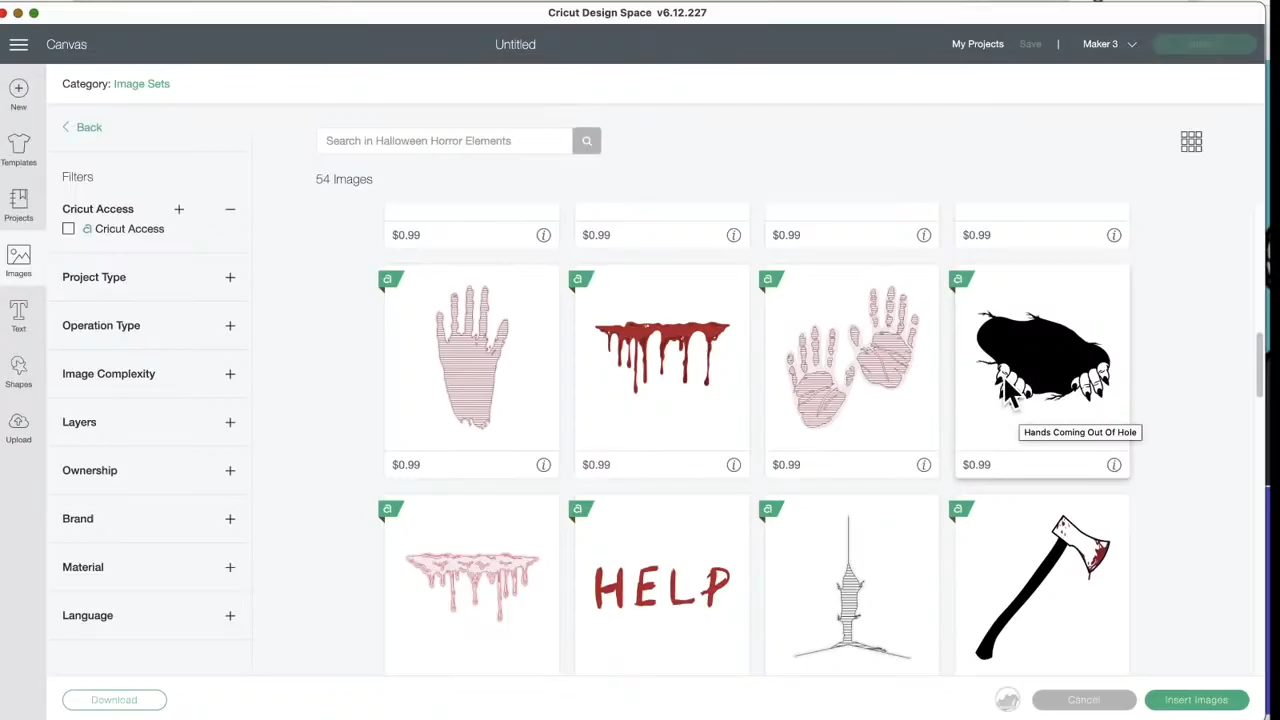 Cricut Design Space v6.12.227
Canvas
Untitled
My Projects Save | Maker 3
New
Templates
Projects
Images
Text
Shapes
Upload
Category: Image Sets
Back
Filters
Cricut Access + −
a Cricut Access
Project Type +
Operation Type +
Image Complexity +
Layers +
Ownership +
Brand +
Material +
Language +
Search in Halloween Horror Elements
54 Images
$0.99 $0.99 $0.99 $0.99
a a a a
Hands Coming Out Of Hole
$0.99 $0.99 $0.99 $0.99
a a a a
HELP
Download Cancel Insert Images